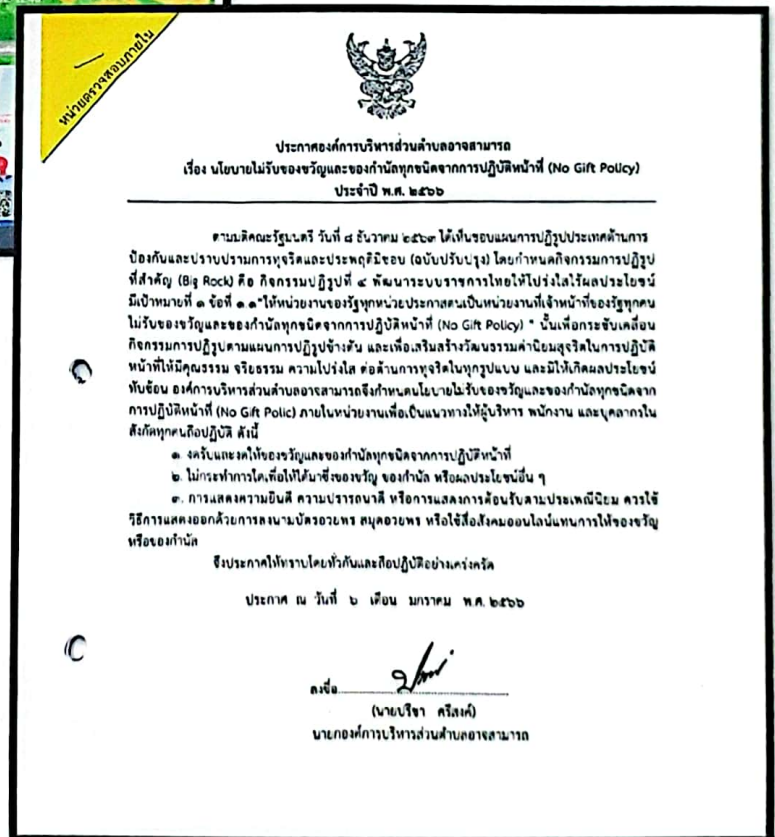 หน่วยตรวจสอบภายใน
ประกาศองค์การบริหารส่วนตำบลอาจสามารถ
เรื่อง นโยบายไม่รับของขวัญและของกำนัลทุกชนิดจากการปฏิบัติหน้าที่ (No Gift Policy)
ประจำปี พ.ศ. ๒๕๖๖
ตามมติคณะรัฐมนตรี วันที่ ๘ ธันวาคม ๒๕๖๓ ได้เห็นชอบแผนการปฏิรูปประเทศด้านการ
ป้องกันและปราบปรามการทุจริตและประพฤติมิชอบ (ฉบับปรับปรุง) โดยกำหนดกิจกรรมการปฏิรูป
ที่สำคัญ (Big Rock) คือ กิจกรรมปฏิรูปที่ ๔ พัฒนาระบบราชการไทยให้โปร่งใสไร้ผลประโยชน์
มีเป้าหมายที่ ๑ ข้อที่ ๑.๑"ให้หน่วยงานของรัฐทุกหน่วยประกาศตนเป็นหน่วยงานที่เจ้าหน้าที่ของรัฐทุกคน
ไม่รับของขวัญและของกำนัลทุกชนิดจากการปฏิบัติหน้าที่ (No Gift Policy) " นั้นเพื่อกระชับเคลื่อน
กิจกรรมการปฏิรูปตามแผนการปฏิรูปข้างต้น และเพื่อเสริมสร้างวัฒนธรรมค่านิยมสุจริตในการปฏิบัติ
หน้าที่ให้มีคุณธรรม จริยธรรม ความโปร่งใส ต่อต้านการทุจริตในทุกรูปแบบ และมิให้เกิดผลประโยชน์
ทับซ้อน องค์การบริหารส่วนตำบลอาจสามารถจึงกำหนดนโยบายไม่รับของขวัญและของกำนัลทุกชนิดจาก
การปฏิบัติหน้าที่ (No Gift Polic) ภายในหน่วยงานเพื่อเป็นแนวทางให้ผู้บริหาร พนักงาน และบุคลากรใน
สังกัดทุกคนถือปฏิบัติ ดังนี้
๑. งดรับและงดให้ของขวัญและของกำนัลทุกชนิดจากการปฏิบัติหน้าที่
๒. ไม่กระทำการใดเพื่อให้ได้มาซึ่งของขวัญ ของกำนัล หรือผลประโยชน์อื่น ๆ
๓. การแสดงความยินดี ความปรารถนาดี หรือการแสดงการต้อนรับตามประเพณีนิยม ควรใช้
วิธีการแสดงออกด้วยการลงนามบัตรอวยพร สมุดอวยพร หรือใช้สื่อสังคมออนไลน์แทนการให้ของขวัญ
หรือของกำนัล
จึงประกาศให้ทราบโดยทั่วกันและถือปฏิบัติอย่างเคร่งครัด
ประกาศ ณ วันที่ ๖ เดือน มกราคม พ.ศ. ๒๕๖๖
ลงชื่อ
(นายปรีชา ศรีสงค์)
นายกองค์การบริหารส่วนตำบลอาจสามารถ